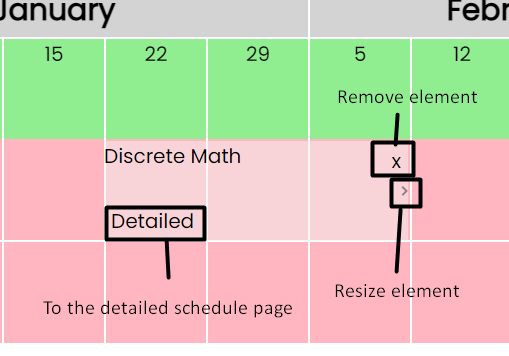 January Febr
15 22 29 5 12
Remove element
Discrete Math x
>
Detailed
Resize element
To the detailed schedule page